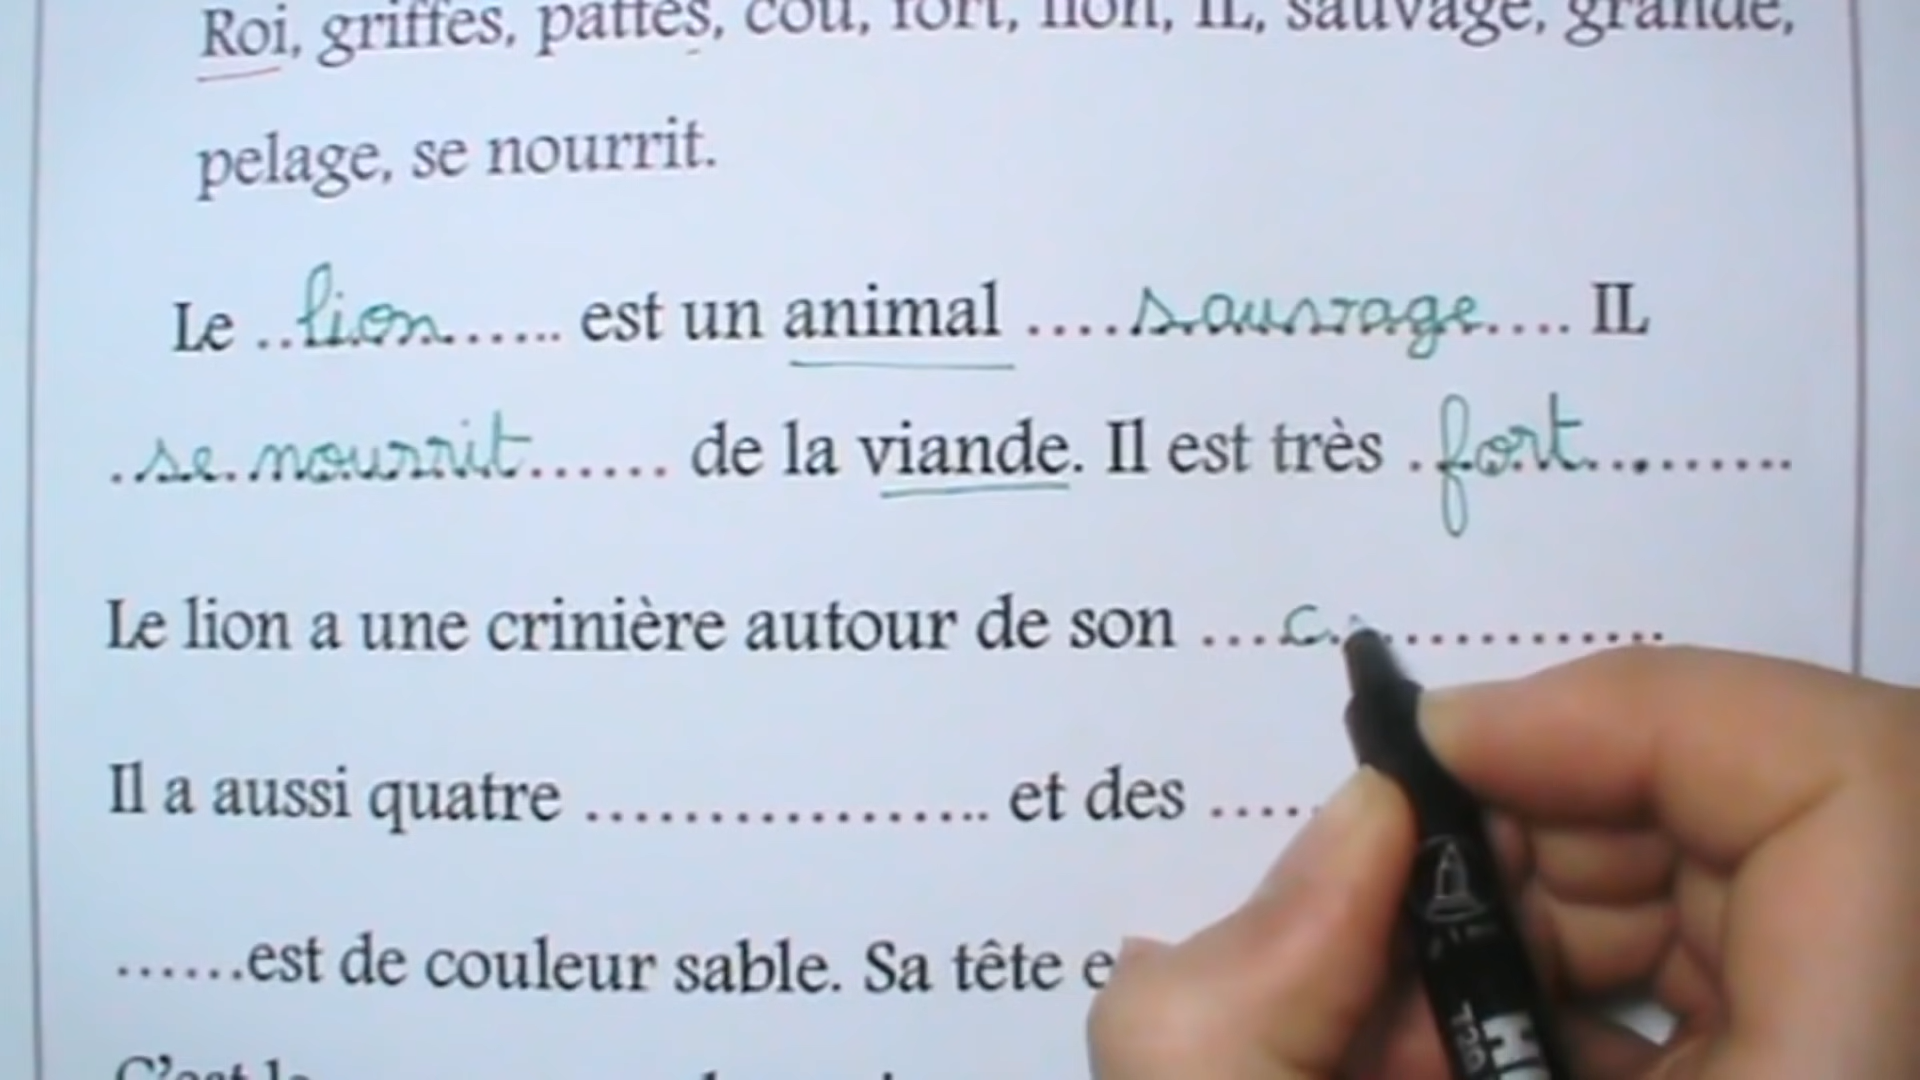 Roi, griffes, pattes, cou, fort, lion, IL, sauvage, grande,
pelage, se nourrit.
Le ..lion...... est un animal ....sauvage.... IL
.se nourrit...... de la viande. Il est très .fort.........
Le lion a une crinière autour de son ...c..............
Il a aussi quatre .................. et des .....
......est de couleur sable. Sa tête e
C'est le